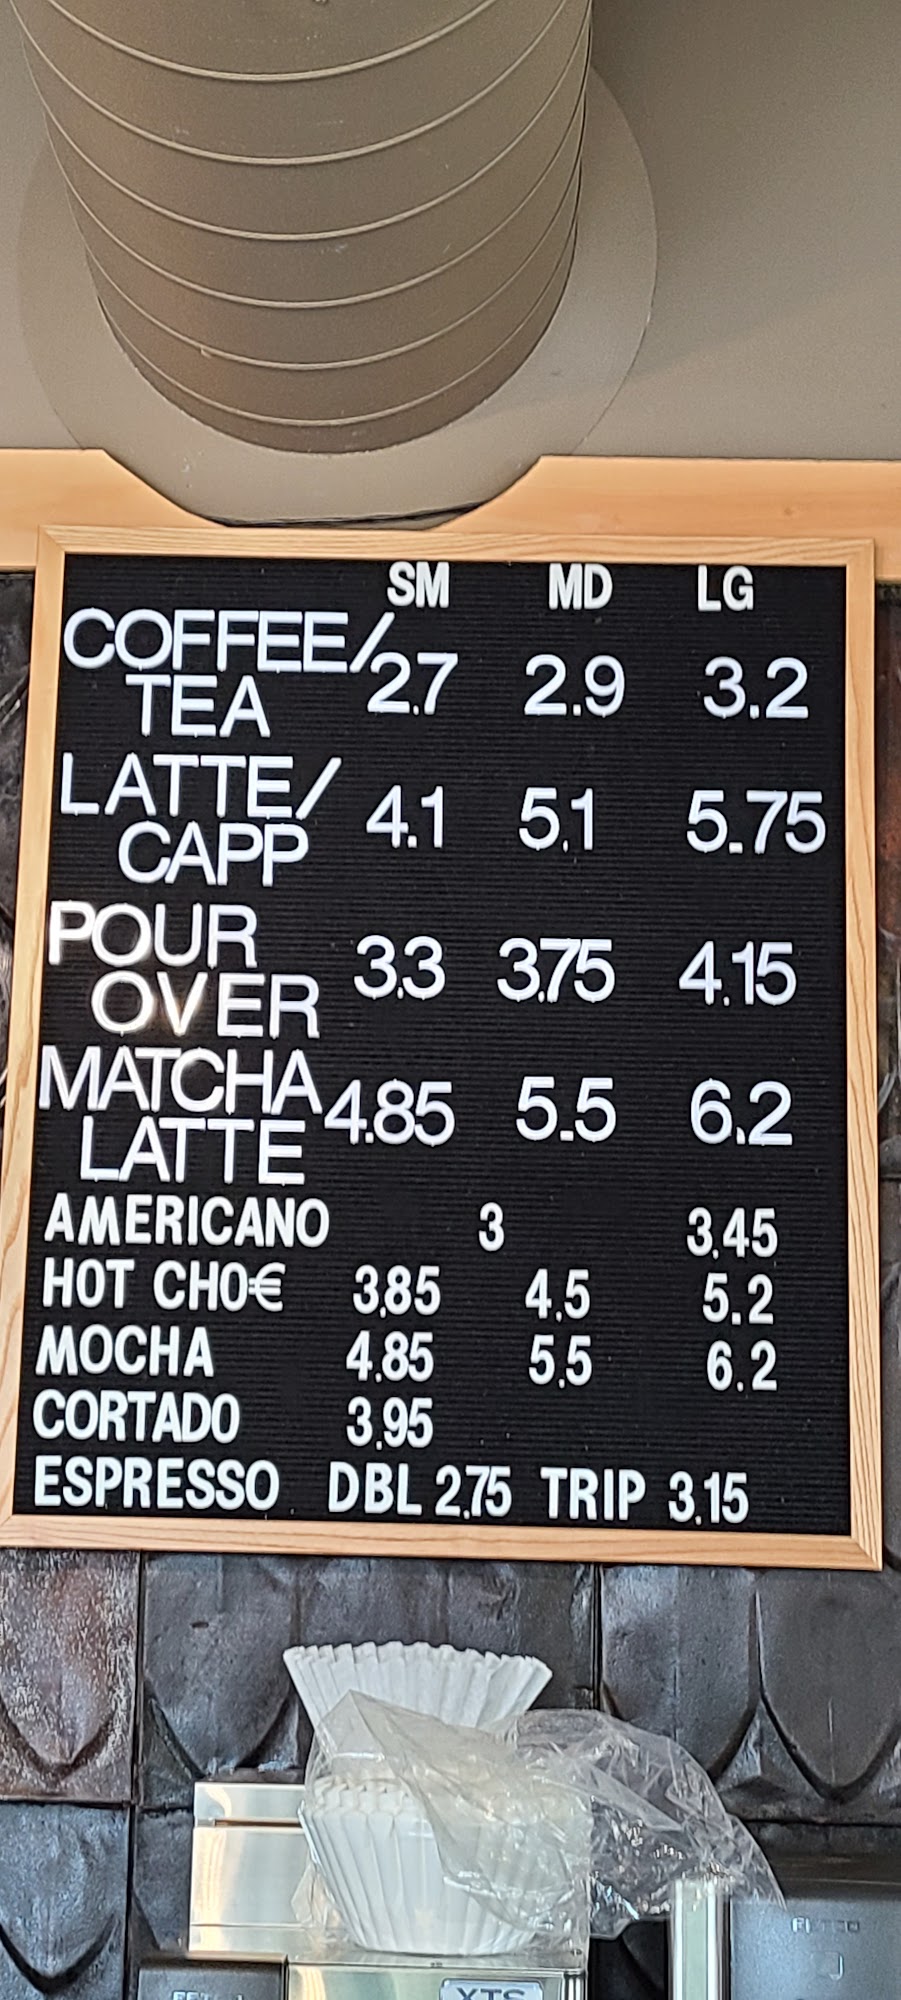 SM MD LG
COFFEE/
TEA 2.7 2.9 3.2
LATTE/
CAPP 4.1 5.1 5.75
POUR
OVER 3.3 3.75 4.15
MATCHA
LATTE 4.85 5.5 6.2
AMERICANO 3 3.45
HOT CHO€ 3.85 4.5 5.2
MOCHA 4.85 5.5 6.2
CORTADO 3.95
ESPRESSO DBL 2.75 TRIP 3.15
XTS